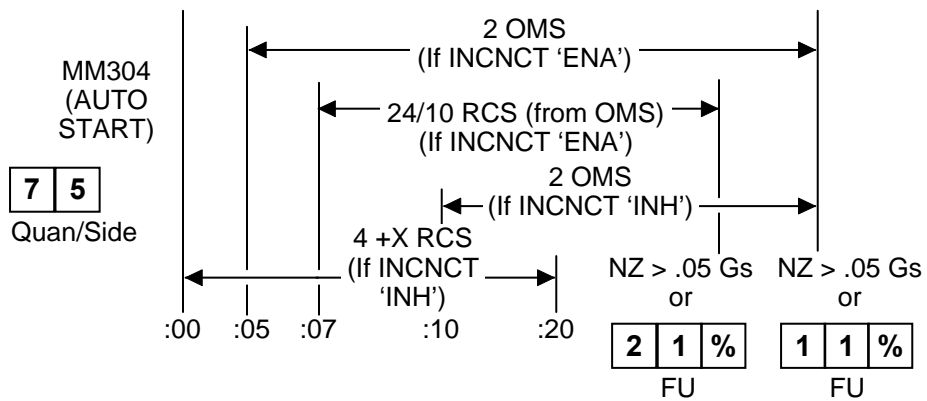 2 OMS
(If INCNCT 'ENA')
MM304
(AUTO
START)
24/10 RCS (from OMS)
(If INCNCT 'ENA')
7 5
Quan/Side
2 OMS
(If INCNCT 'INH')
4 +X RCS
(If INCNCT
'INH')
NZ > .05 Gs
or
NZ > .05 Gs
or
:00 :05 :07 :10 :20
2 1 %
FU
1 1 %
FU